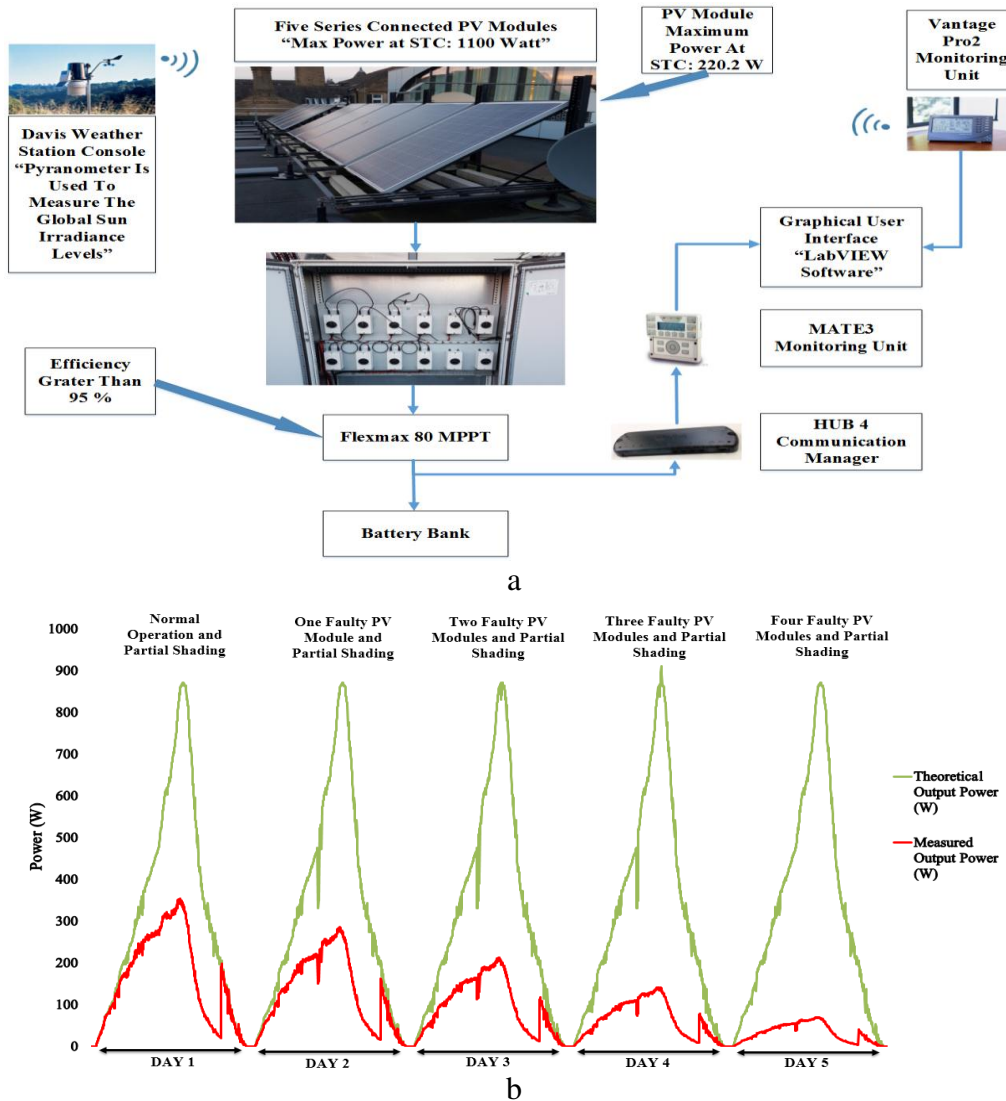 Five Series Connected PV Modules
“Max Power at STC: 1100 Watt”
PV Module
Maximum
Power At
STC: 220.2 W
Vantage
Pro2
Monitoring
Unit
Davis Weather
Station Console
“Pyranometer Is
Used To
Measure The
Global Sun
Irradiance
Levels”
Graphical User
Interface
“LabVIEW
Software”
MATE3
Monitoring Unit
Efficiency
Grater Than
95 %
Flexmax 80 MPPT
HUB 4
Communication
Manager
Battery Bank
a
Normal
Operation and
Partial Shading
One Faulty PV
Module and
Partial Shading
Two Faulty PV
Modules and Partial
Shading
Three Faulty PV
Modules and Partial
Shading
Four Faulty PV
Modules and Partial
Shading
1000
900
800
700
600
500
400
300
200
100
0
Power (W)
Theoretical
Output Power
(W)
Measured
Output Power
(W)
DAY 1
DAY 2
DAY 3
DAY 4
DAY 5
b